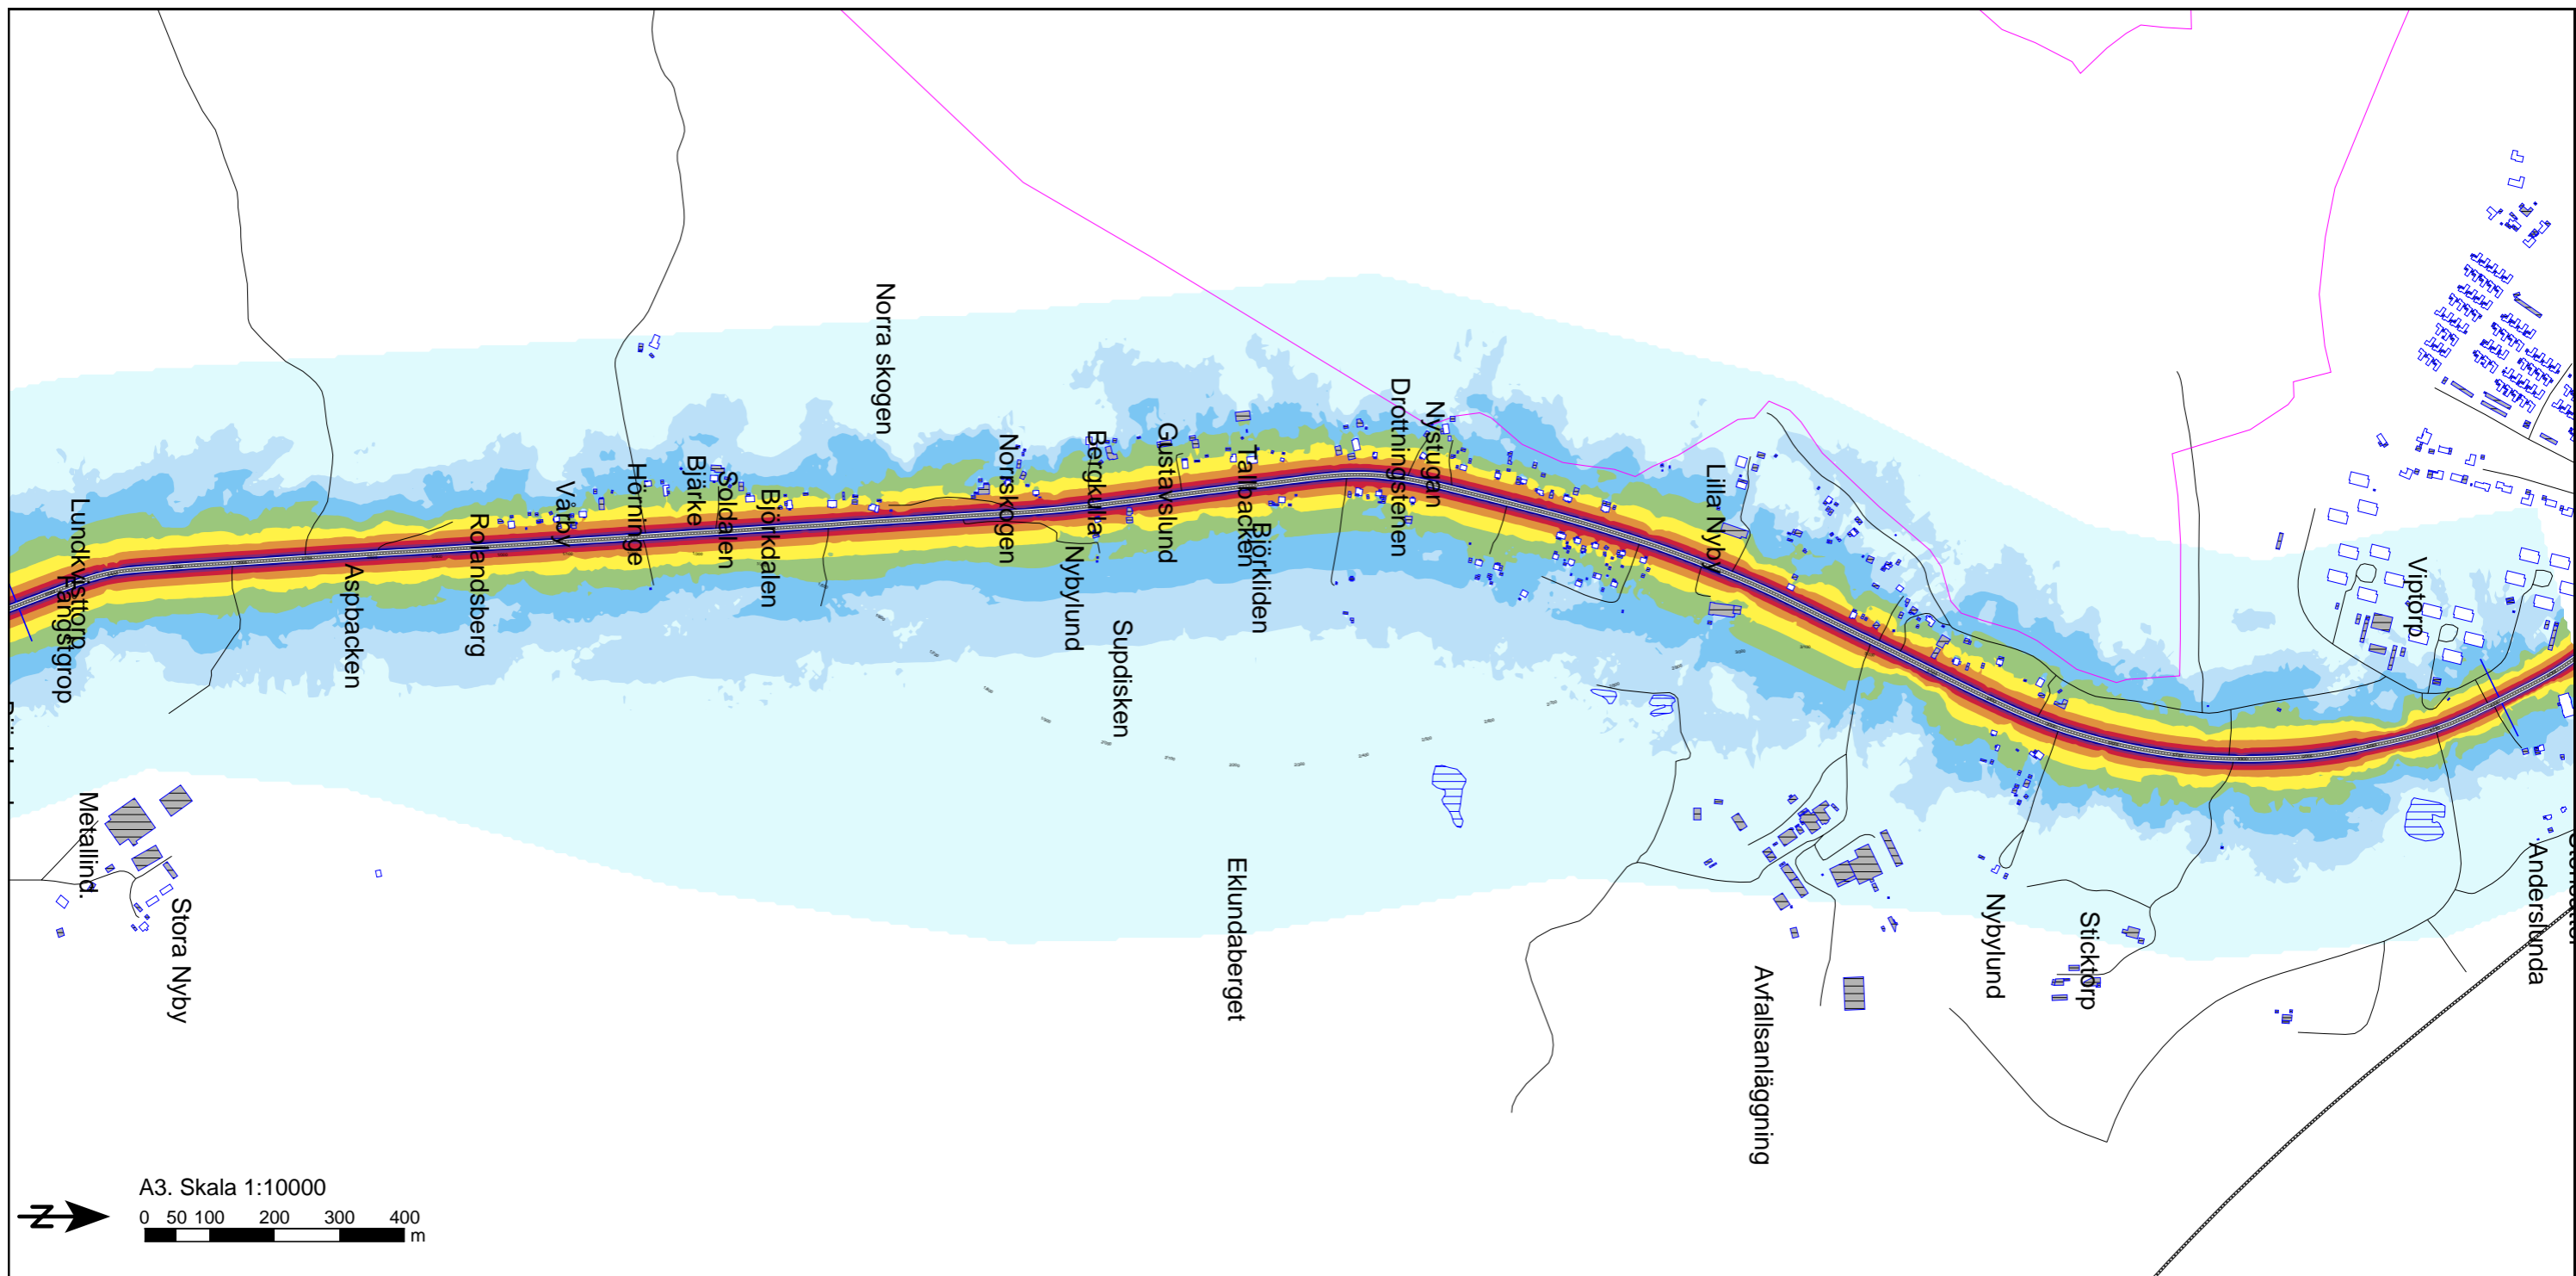 Norra skogen
Drottningstenen
Nystugan
Gustavslund
Bergkulla
Norrskogen
Tallbacken
Björkliden
Lilla Nyby
Bjärke
Soldalen
Hörninge
Björkdalen
Vårby
Rolandsberg
Lundkvisttorp
Fångstgrop
Aspbacken
Nybylund
Supdisken
Viptorp
Metallind.
Stora Nyby
Eklundaberget
Avfallsanläggning
Nybylund
Sticktorp
Anderslunda
A3. Skala 1:10000
0 50 100 200 300 400
m
N